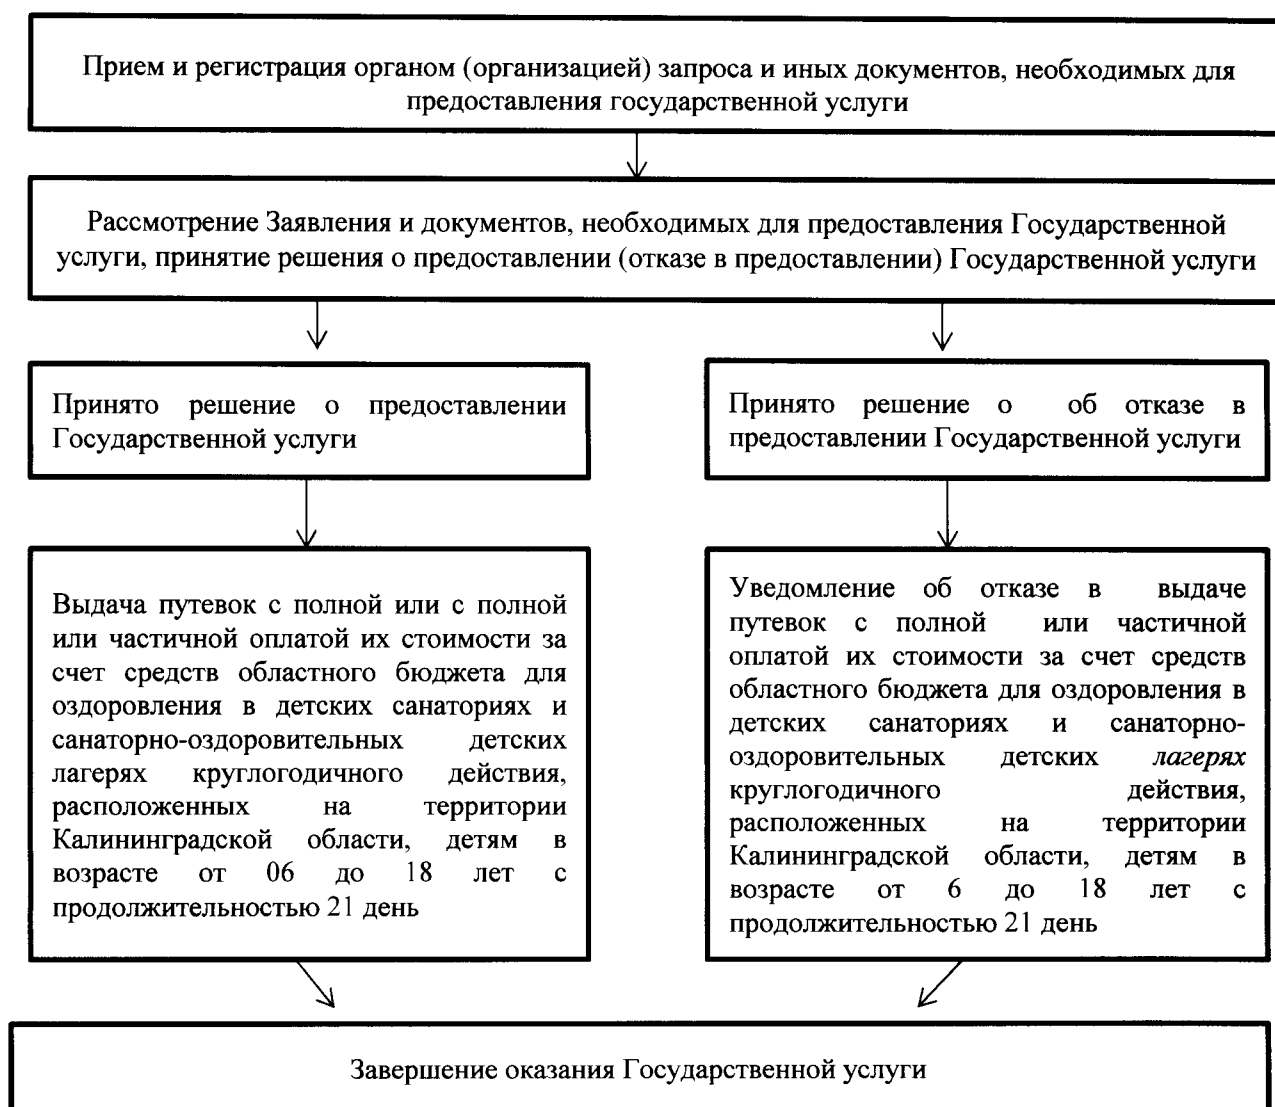 Прием и регистрация органом (организацией) запроса и иных документов, необходимых для
предоставления государственной услуги
Рассмотрение Заявления и документов, необходимых для предоставления Государственной
услуги, принятие решения о предоставлении (отказе в предоставлении) Государственной услуги
Принято решение о предоставлении
Государственной услуги
Принято решение о об отказе в
предоставлении Государственной услуги
Выдача путевок с полной или с полной
или частичной оплатой их стоимости за
счет средств областного бюджета для
оздоровления в детских санаториях и
санаторно-оздоровительных детских
лагерях круглогодичного действия,
расположенных на территории
Калининградской области, детям в
возрасте от 06 до 18 лет с
продолжительностью 21 день
Уведомление об отказе в выдаче
путевок с полной или частичной
оплатой их стоимости за счет средств
областного бюджета для оздоровления в
детских санаториях и санаторно-
оздоровительных детских лагерях
круглогодичного действия,
расположенных на территории
Калининградской области, детям в
возрасте от 6 до 18 лет с
продолжительностью 21 день
Завершение оказания Государственной услуги